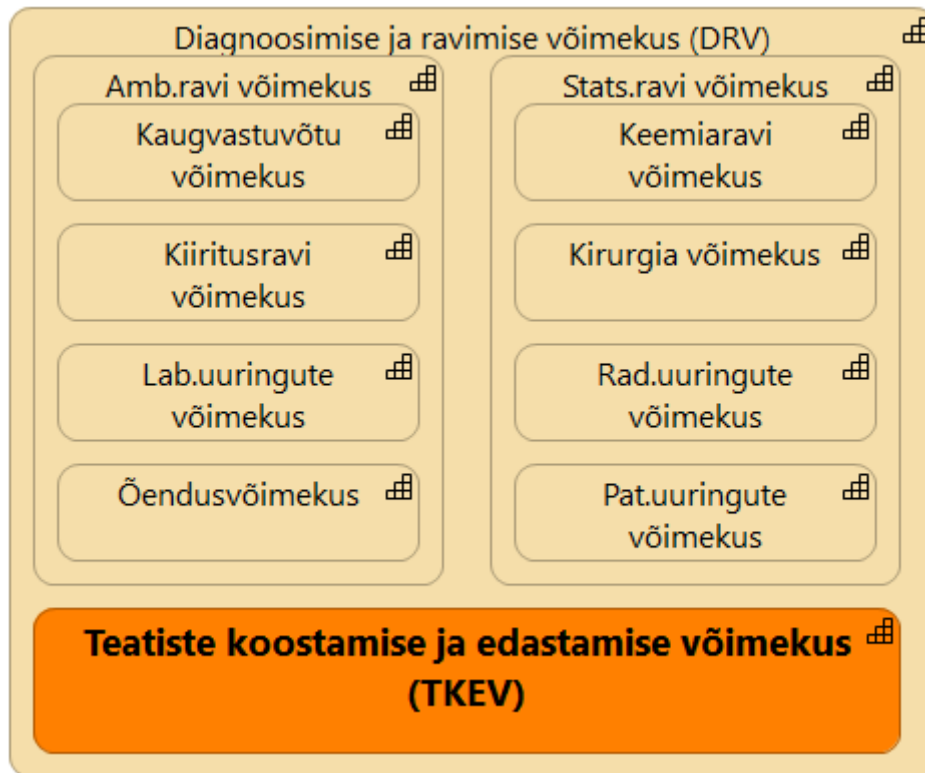 Diagnoosimise ja ravimise võimekus (DRV)
Amb.ravi võimekus
Kaugvastuvõtu
võimekus
Kiiritusravi
võimekus
Lab.uuringute
võimekus
Õendusvõimekus
Stats.ravi võimekus
Keemiaravi
võimekus
Kirurgia võimekus
Rad.uuringute
võimekus
Pat.uuringute
võimekus
Teatiste koostamise ja edastamise võimekus
(TKEV)